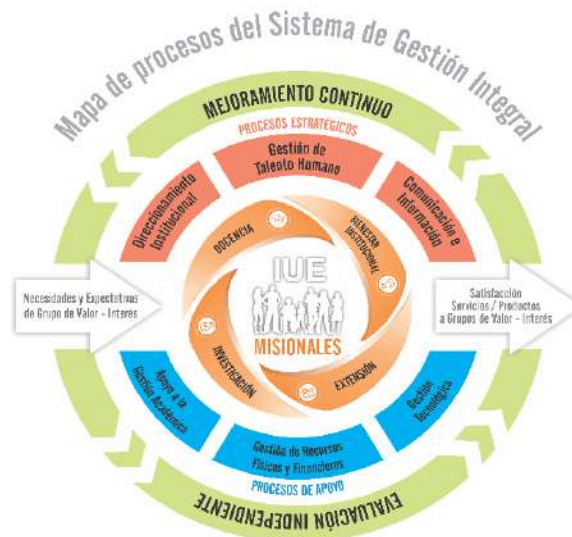 Mapa de procesos del Sistema de Gestión Integral
MEJORAMIENTO CONTINUO
PROCESOS ESTRATÉGICOS
Direccionamiento
Institucional
Gestión de
Talento Humano
Comunicación e
Información
DOCENCIA
BIENESTAR
INSTITUCIONAL
Necesidades y Expectativas
de Grupo de Valor – Interés
IUE
MISIONALES
Satisfacción
Servicios / Productos
a Grupos de Valor – Interés
INVESTIGACIÓN
EXTENSIÓN
Apoyo a la
Gestión Académica
Gestión de Recursos
Físicos y Financieros
Gestión
Tecnológica
PROCESOS DE APOYO
EVALUACIÓN INDEPENDIENTE